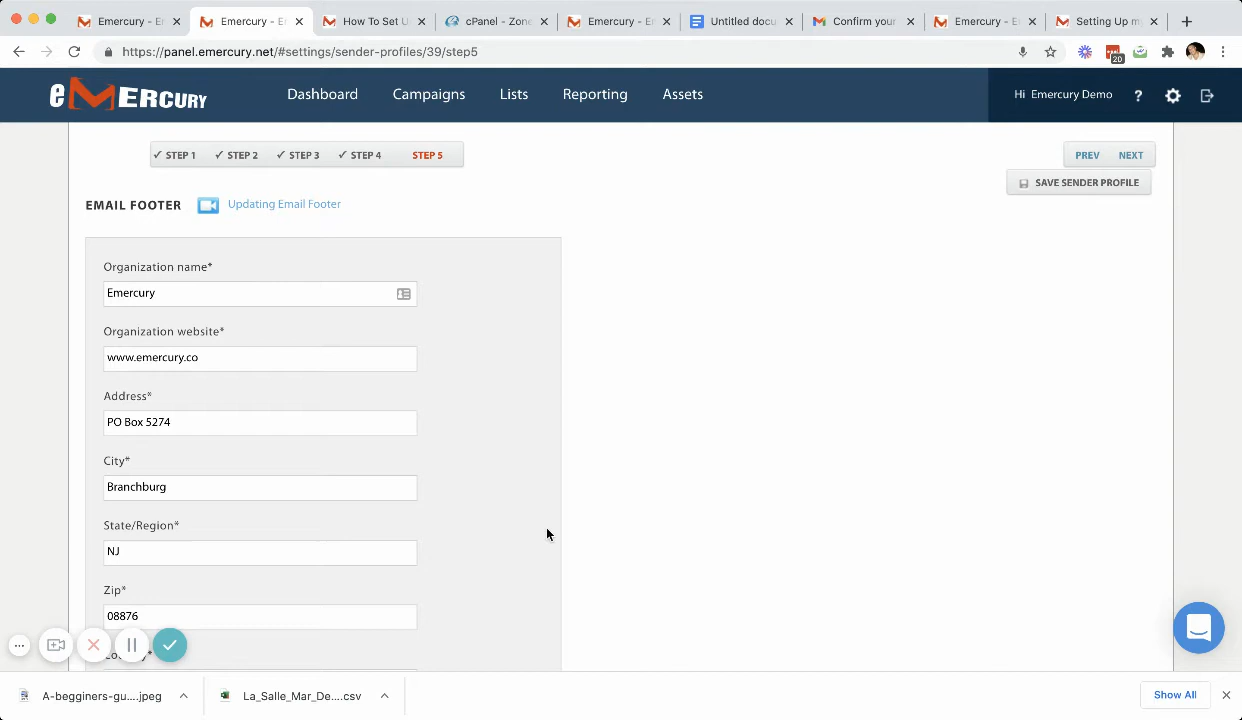 Emercury - E
Emercury - E
How To Set U
cPanel - Zone
Emercury - E
Untitled docu
Confirm your
Emercury - E
Setting Up m
https://panel.emercury.net/#settings/sender-profiles/39/step5
20
eMERCURY
Dashboard
Campaigns
Lists
Reporting
Assets
Hi Emercury Demo
?
✓ STEP 1
✓ STEP 2
✓ STEP 3
✓ STEP 4
STEP 5
PREV
NEXT
SAVE SENDER PROFILE
EMAIL FOOTER
Updating Email Footer
Organization name*
Emercury
Organization website*
www.emercury.co
Address*
PO Box 5274
City*
Branchburg
State/Region*
NJ
Zip*
08876
A-begginers-gu....jpeg
La_Salle_Mar_De....csv
Show All